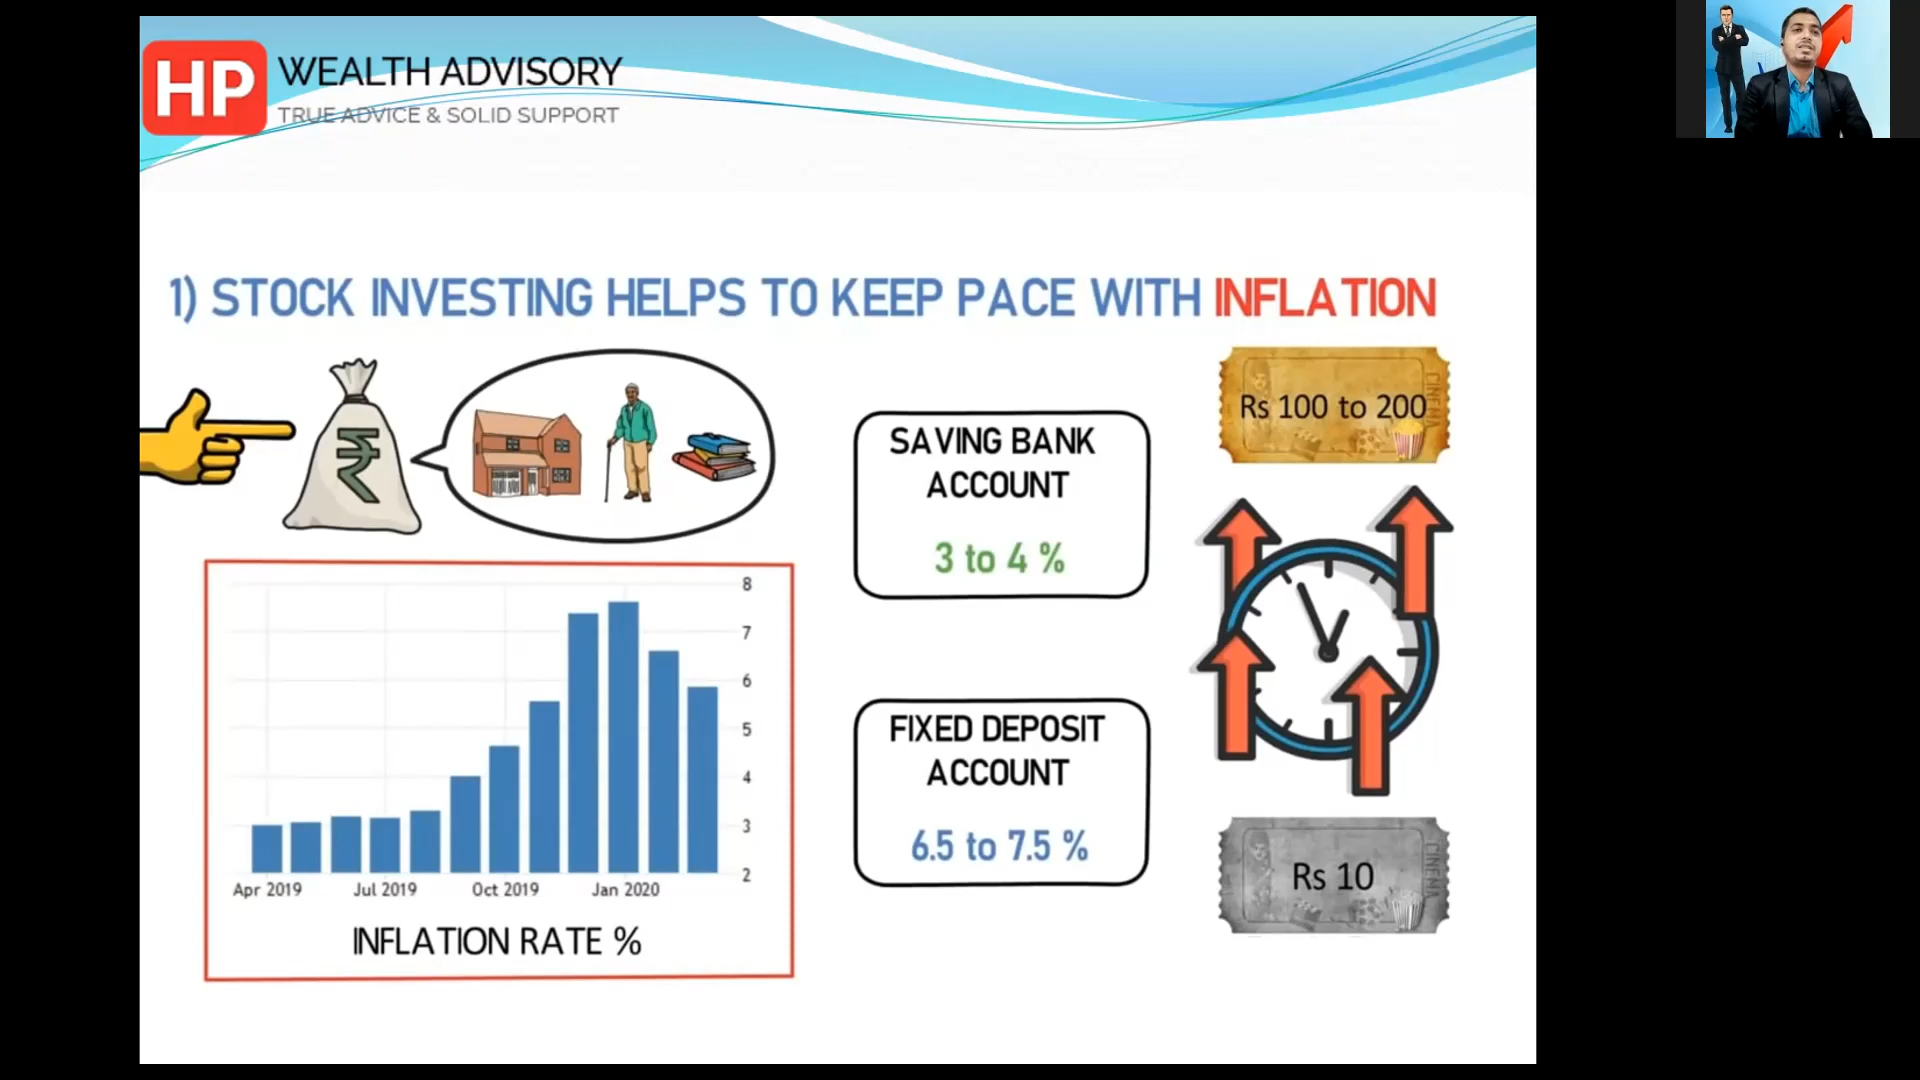 HP
WEALTH ADVISORY
TRUE ADVICE & SOLID SUPPORT
1) STOCK INVESTING HELPS TO KEEP PACE WITH INFLATION
₹
SAVING BANK
ACCOUNT
3 to 4 %
Rs 100 to 200
CINEMA
8
7
6
5
4
3
2
Apr 2019
Jul 2019
Oct 2019
Jan 2020
INFLATION RATE %
FIXED DEPOSIT
ACCOUNT
6.5 to 7.5 %
Rs 10
CINEMA